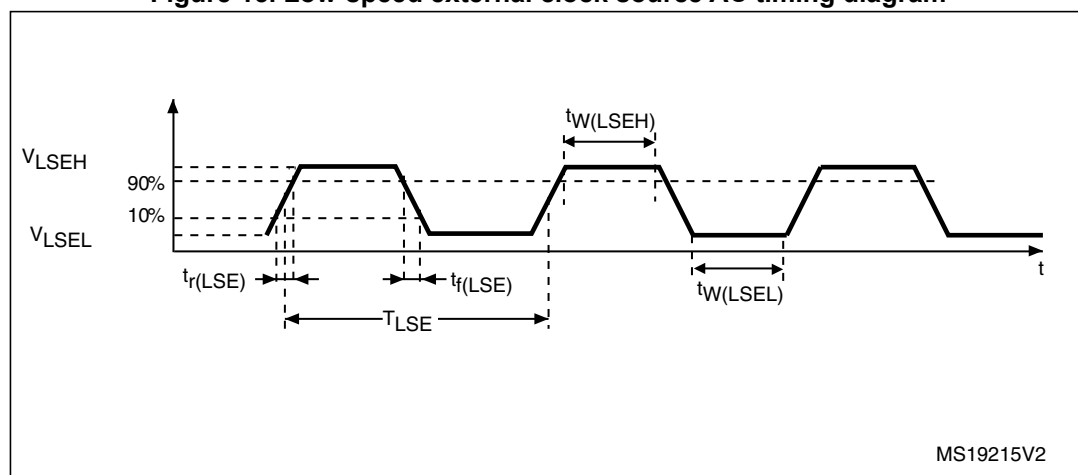 Figure Low-speed external clock source AC timing diagram
tW(LSEH)
VLSEH
90%
10%
VLSEL
t
tr(LSE)
tf(LSE)
tW(LSEL)
TLSE
MS19215V2